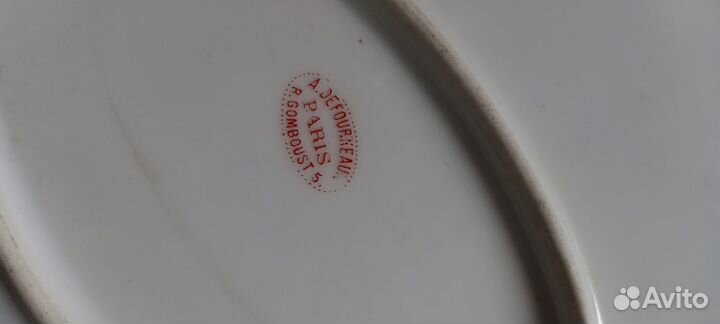 A. DEFOURNEAU
PARIS
R. GOMBOUST 5.
Avito